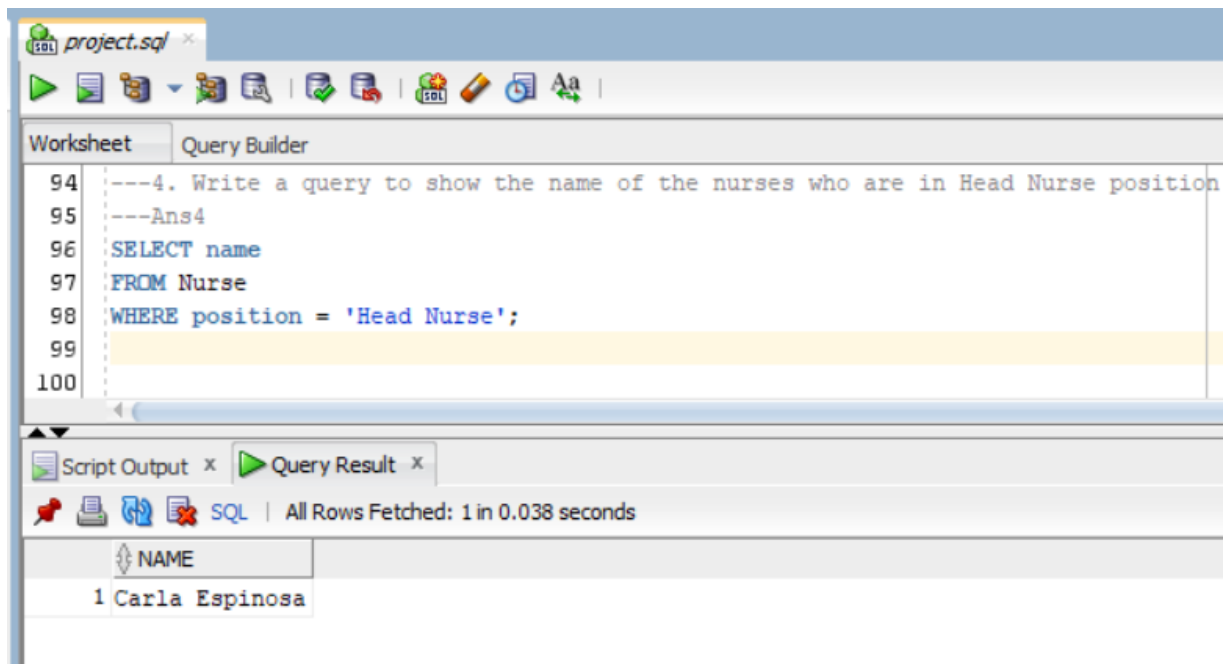 project.sql
Worksheet Query Builder
94 ---4. Write a query to show the name of the nurses who are in Head Nurse position
95 ---Ans4
96 SELECT name
97 FROM Nurse
98 WHERE position = 'Head Nurse';
99
100
Script Output x Query Result x
SQL | All Rows Fetched: 1 in 0.038 seconds
NAME
1 Carla Espinosa